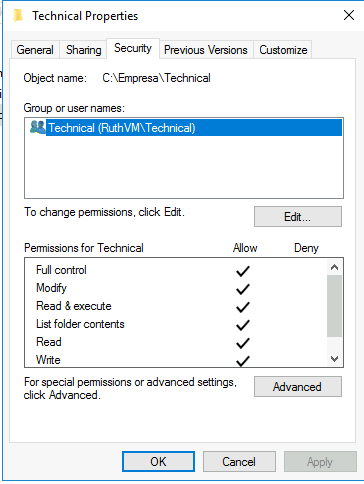 Technical Properties
General Sharing Security Previous Versions Customize
Object name: C:\Empresa\Technical
Group or user names:
Technical (RuthVM\Technical)
To change permissions, click Edit.
Edit...
Permissions for Technical Allow Deny
Full control
Modify
Read & execute
List folder contents
Read
Write
For special permissions or advanced settings,
click Advanced.
Advanced
OK Cancel Apply